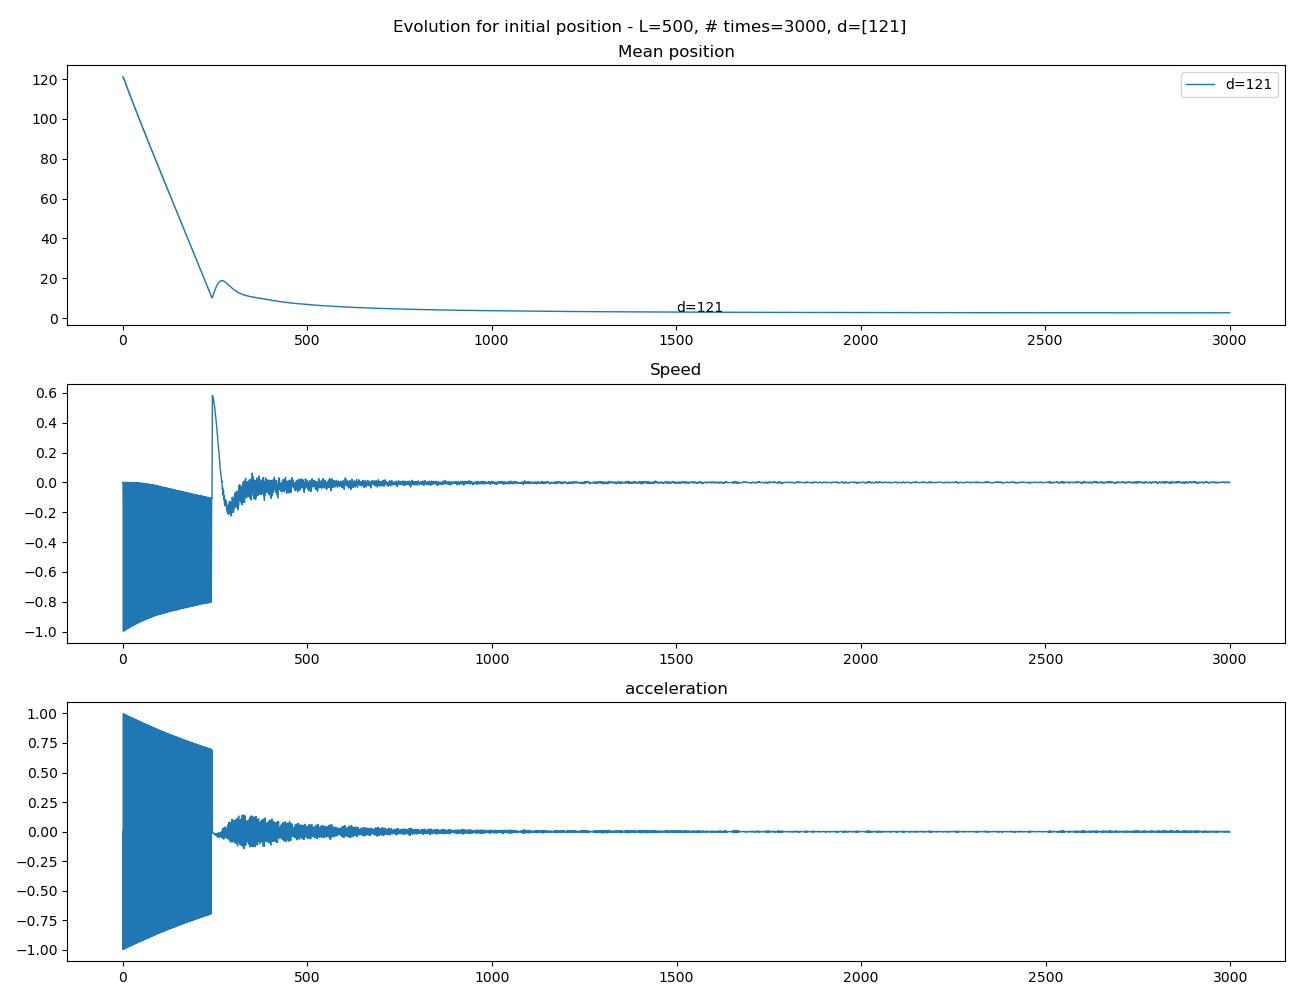 Evolution for initial position - L=500, # times=3000, d=[121]
Mean position
120
100
80
60
40
20
0
d=121
d=121
0 500 1000 1500 2000 2500 3000
Speed
0.6
0.4
0.2
0.0
−0.2
−0.4
−0.6
−0.8
−1.0
0 500 1000 1500 2000 2500 3000
acceleration
1.00
0.75
0.50
0.25
0.00
−0.25
−0.50
−0.75
−1.00
0 500 1000 1500 2000 2500 3000